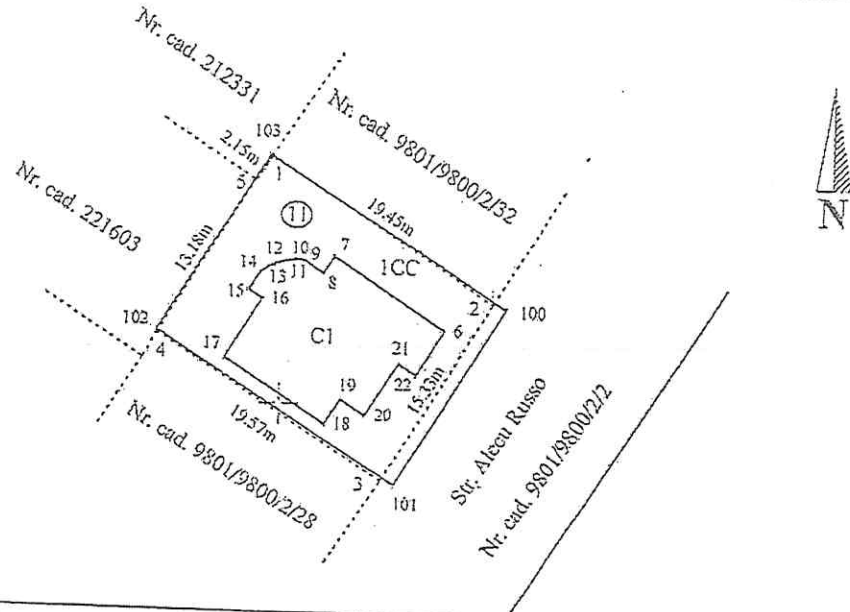 Nr. cad. 212331
103
2.15m
Nr. cad. 9801/9800/2/32
5
1
Nr. cad. 221603
11
19.45m
N
13.18m
12
10
9
7
14
13
11
8
1CC
15
16
2
100
102
4
17
C1
6
21
22
15.33m
19
20
1
1
18
19.57m
Str. Alecu Russo
Nr. cad. 9801/9800/2/28
3
101
Nr. cad. 9801/9800/2/2